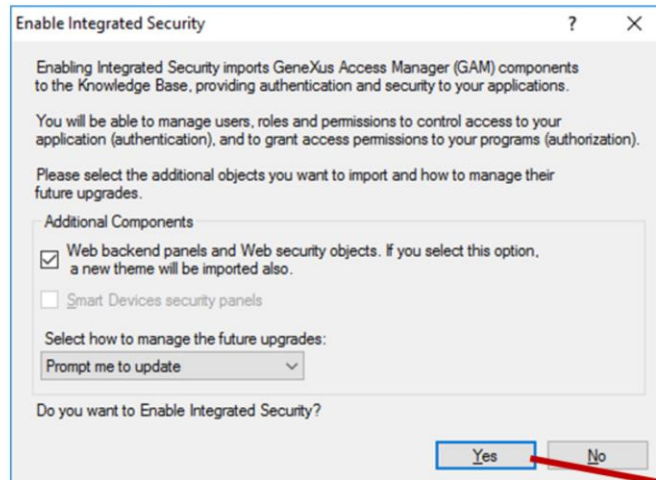 Enable Integrated Security
Enabling Integrated Security imports GeneXus Access Manager (GAM) components
to the Knowledge Base, providing authentication and security to your applications.
You will be able to manage users, roles and permissions to control access to your
application (authentication), and to grant access permissions to your programs (authorization).
Please select the additional objects you want to import and how to manage their
future upgrades.
Additional Components
Web backend panels and Web security objects. If you select this option,
a new theme will be imported also.
Smart Devices security panels
Select how to manage the future upgrades:
Prompt me to update
Do you want to Enable Integrated Security?
Yes No